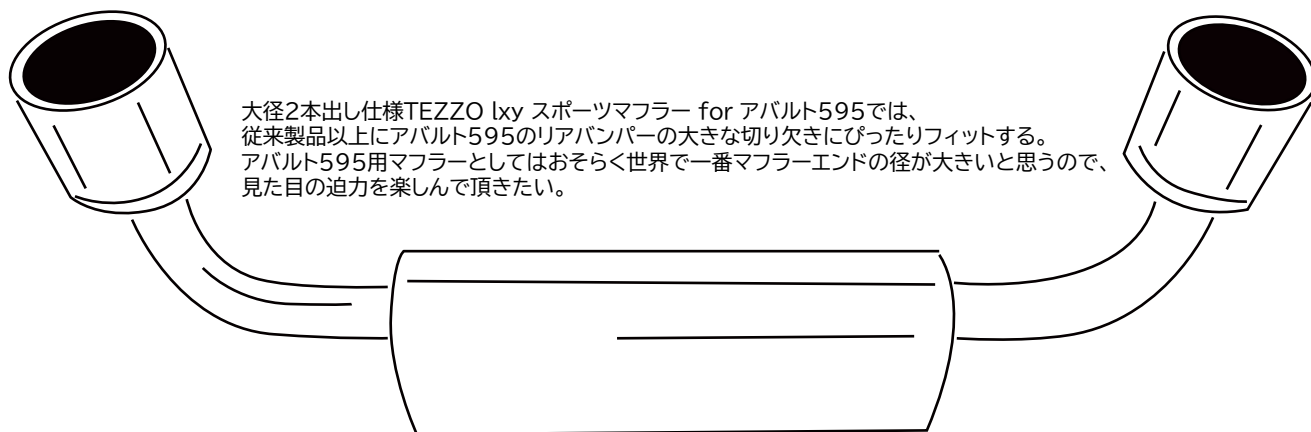 大径2本出し仕様TEZZO lxy スポーツマフラー for アバルト595では、
従来製品以上にアバルト595のリアバンパーの大きな切り欠きにぴったりフィットする。
アバルト595用マフラーとしてはおそらく世界で一番マフラーエンドの径が大きいと思うので、
見た目の迫力を楽しんで頂きたい。